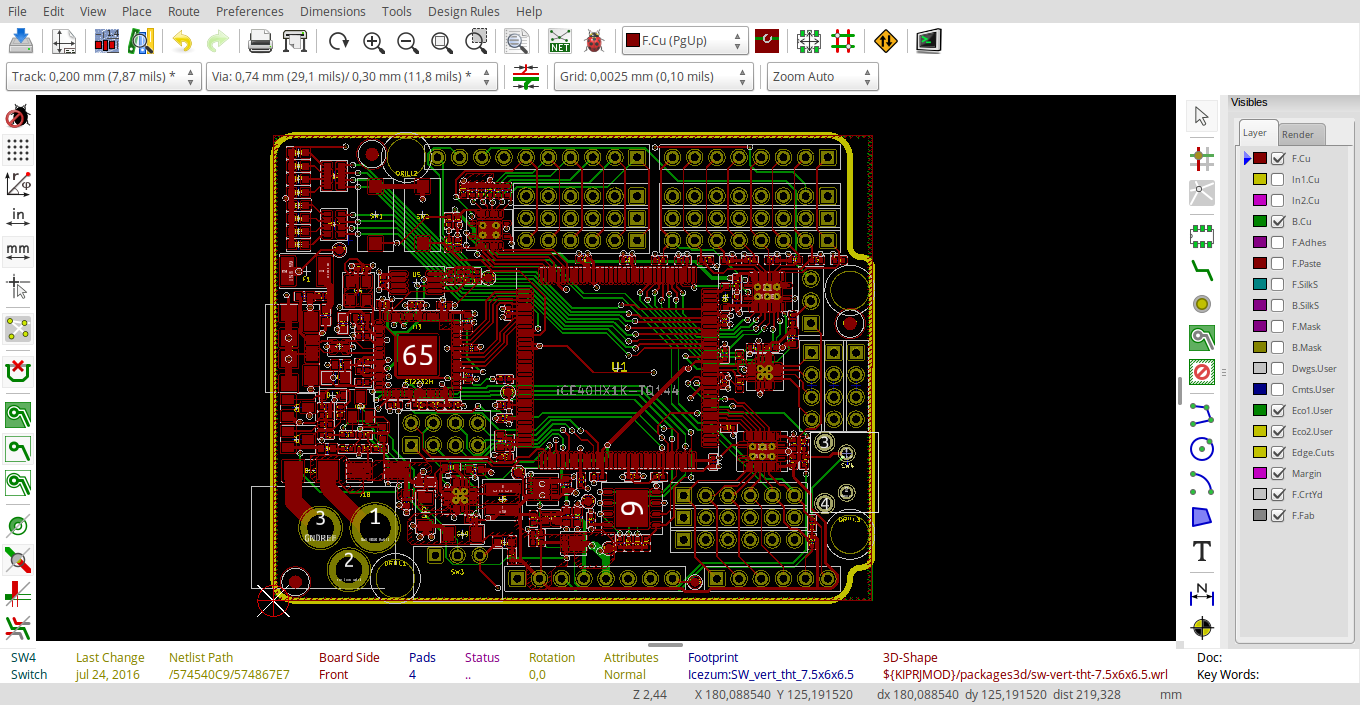 File Edit View Place Route Preferences Dimensions Tools Design Rules Help
NET
F.Cu (PgUp)
Track: 0,200 mm (7,87 mils) * Via: 0,74 mm (29,1 mils)/ 0,30 mm (11,8 mils) * Grid: 0,0025 mm (0,10 mils) Zoom Auto
in
mm
Visibles
Layer Render
F.Cu
In1.Cu
In2.Cu
B.Cu
F.Adhes
F.Paste
F.SilkS
B.SilkS
F.Mask
B.Mask
Dwgs.User
Cmts.User
Eco1.User
Eco2.User
Edge.Cuts
Margin
F.CrtYd
F.Fab
T
N
65
U1
iCE40HX1K TQ144
3
4
SW4
9
3
1
2
SW3
SW4 Last Change Netlist Path Board Side Pads Status Rotation Attributes Footprint 3D-Shape Doc:
Switch jul 24, 2016 /574540C9/574867E7 Front 4 .. 0,0 Normal Icezum:SW_vert_tht_7.5x6x6.5 ${KIPRJMOD}/packages3d/sw-vert-tht-7.5x6x6.5.wrl Key Words:
Z 2,44 X 180,088540 Y 125,191520 dx 180,088540 dy 125,191520 dist 219,328 mm